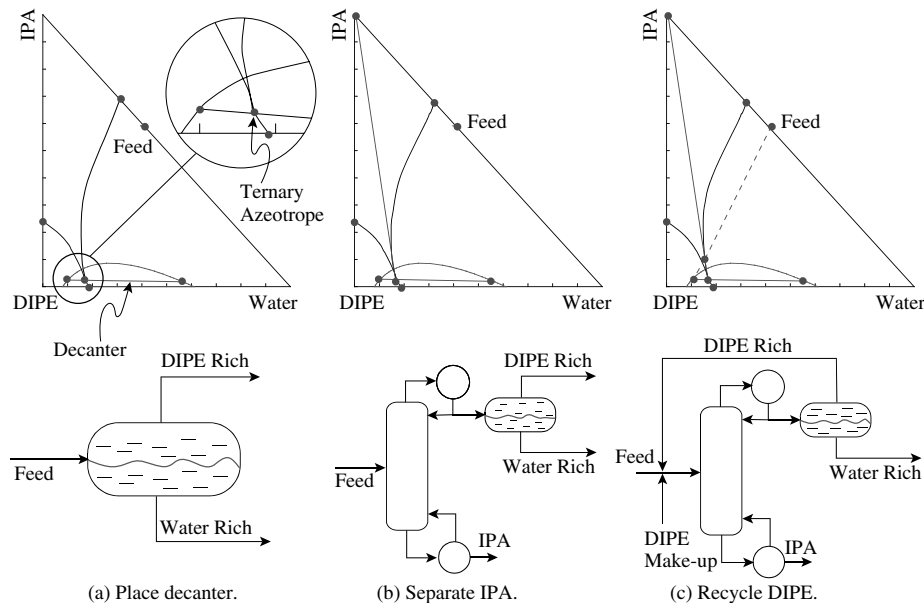 IPA
Feed
Ternary
Azeotrope
DIPE
Water
Decanter
DIPE Rich
Feed
Water Rich
(a) Place decanter.
IPA
Feed
DIPE
Water
DIPE Rich
Feed
Water Rich
IPA
(b) Separate IPA.
IPA
Feed
DIPE
Water
DIPE Rich
Feed
Water Rich
DIPE
Make-up
IPA
(c) Recycle DIPE.